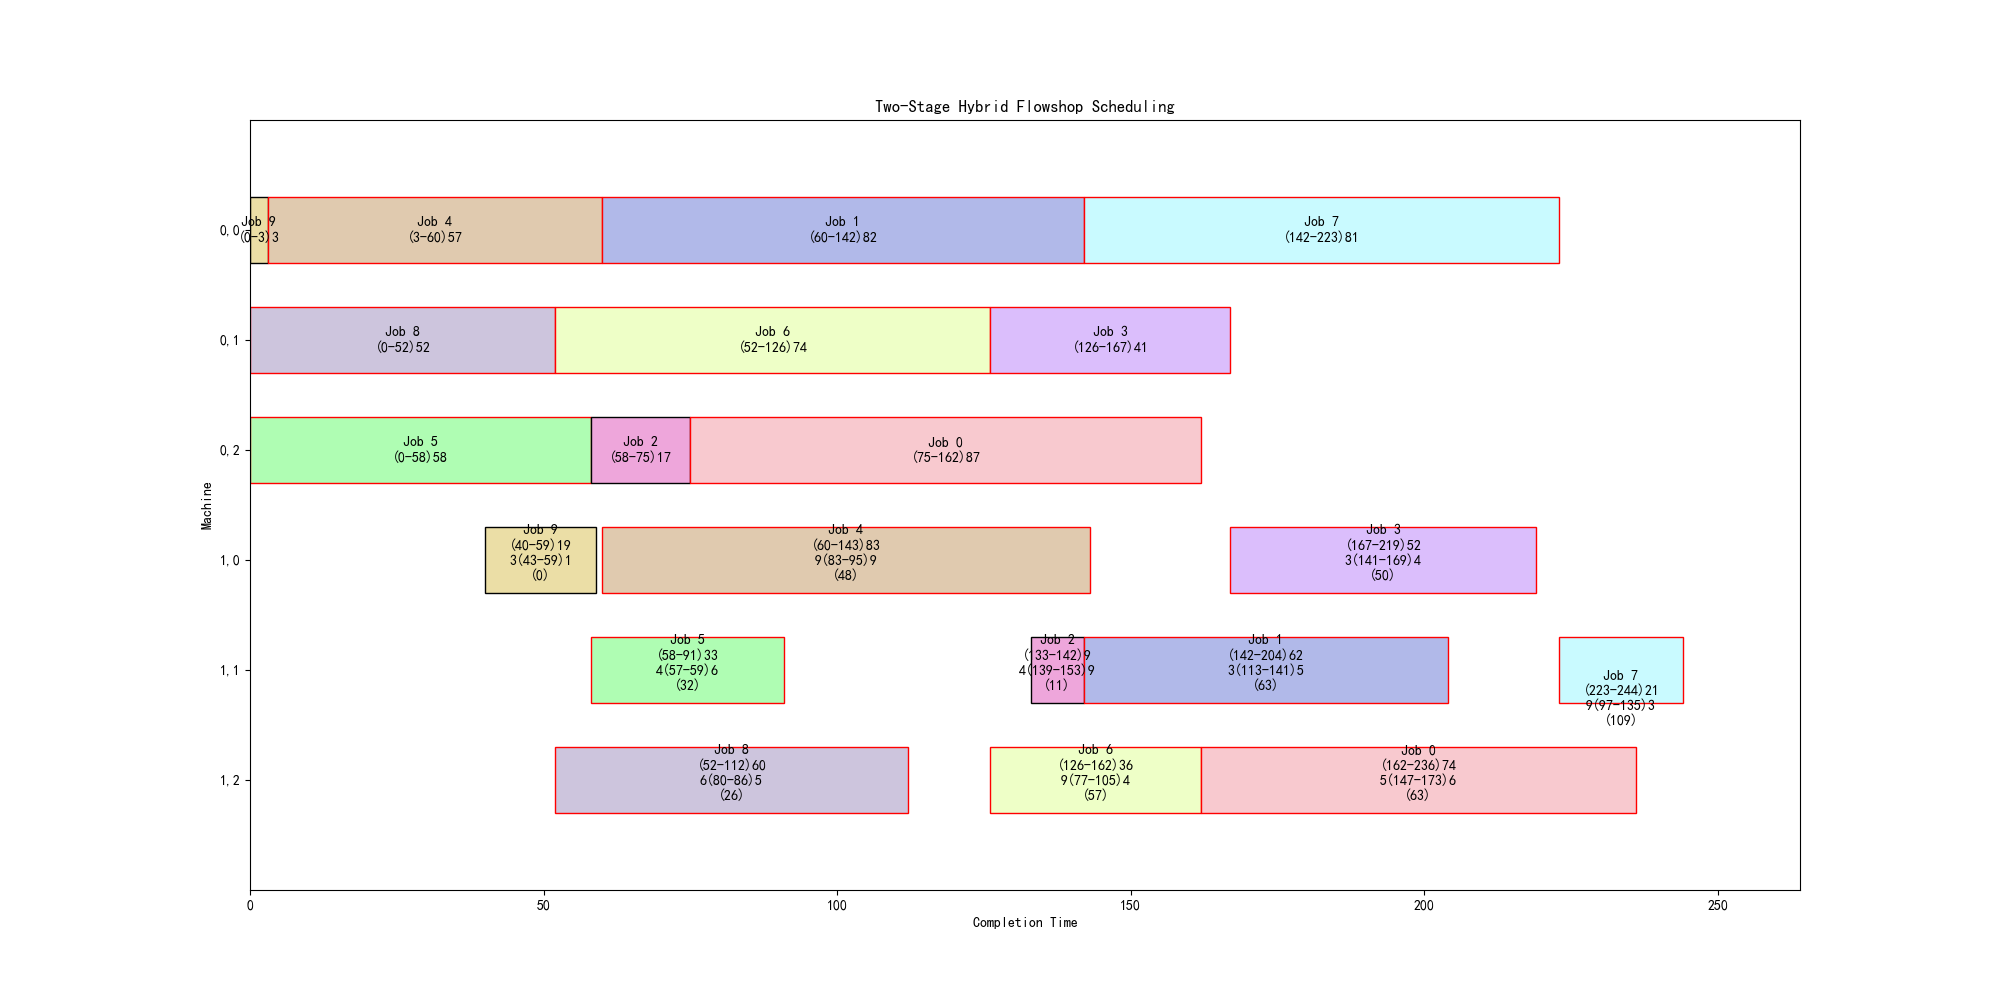 Two-Stage Hybrid Flowshop Scheduling
0,0
Job 9
(0-3)3
Job 4
(3-60)57
Job 1
(60-142)82
Job 7
(142-223)81
0,1
Job 8
(0-52)52
Job 6
(52-126)74
Job 3
(126-167)41
0,2
Job 5
(0-58)58
Job 2
(58-75)17
Job 0
(75-162)87
Machine
1,0
Job 9
(40-59)19
3(43-59)1
(0)
Job 4
(60-143)83
9(83-95)9
(48)
Job 3
(167-219)52
3(141-169)4
(50)
1,1
Job 5
(58-91)33
4(57-59)6
(32)
Job 2
(133-142)9
4(139-153)9
(11)
Job 1
(142-204)62
3(113-141)5
(63)
Job 7
(223-244)21
9(97-135)3
(109)
1,2
Job 8
(52-112)60
6(80-86)5
(26)
Job 6
(126-162)36
9(77-105)4
(57)
Job 0
(162-236)74
5(147-173)6
(63)
0
50
100
150
200
250
Completion Time